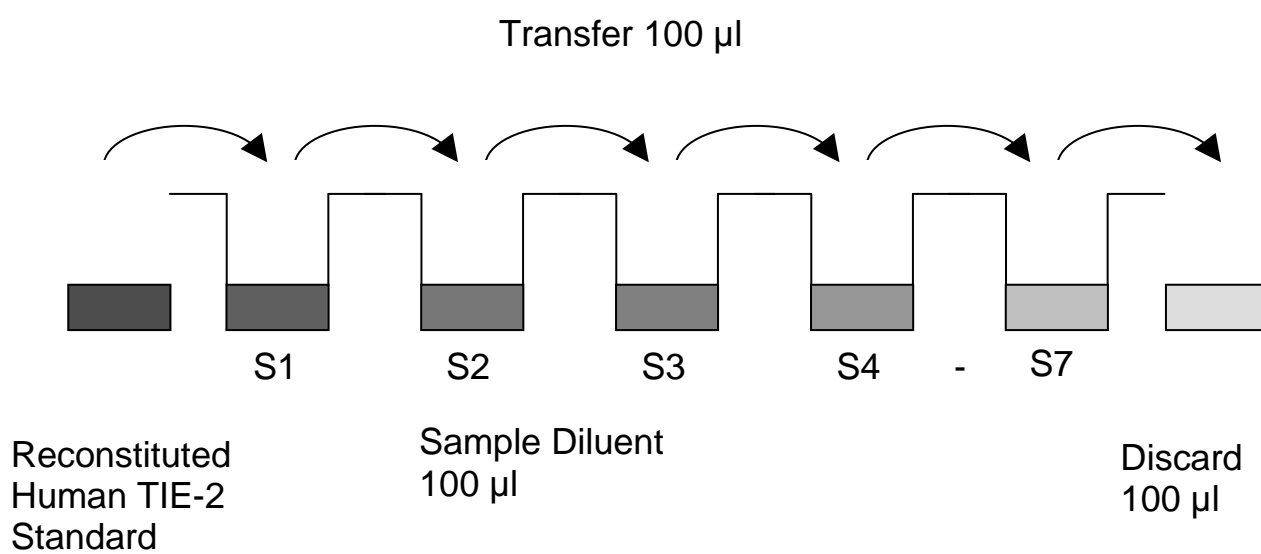 Transfer 100 µl
S1 S2 S3 S4 - S7
Reconstituted
Human TIE-2
Standard
Sample Diluent
100 µl
Discard
100 µl